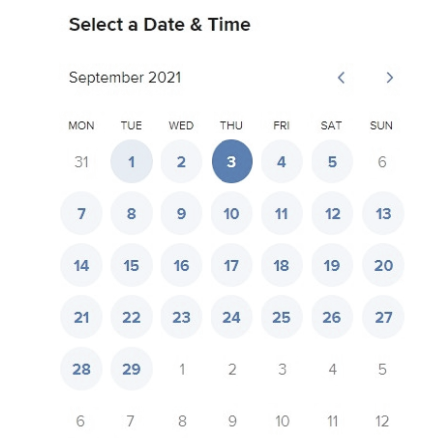 Select a Date & Time
September 2021
MON TUE WED THU FRI SAT SUN
31 1 2 3 4 5 6
7 8 9 10 11 12 13
14 15 16 17 18 19 20
21 22 23 24 25 26 27
28 29 1 2 3 4 5
6 7 8 9 10 11 12